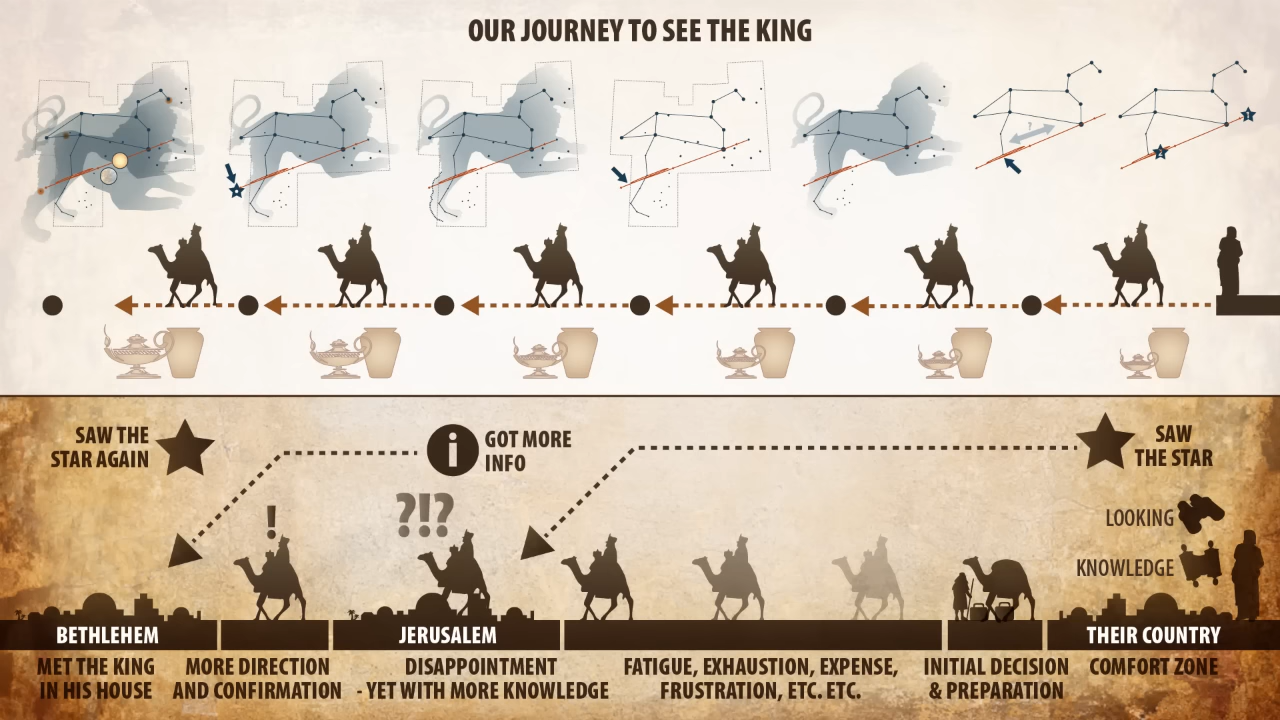 OUR JOURNEY TO SEE THE KING
?
1
2
SAW THE
STAR AGAIN
i
GOT MORE
INFO
SAW
THE STAR
!
?!?
LOOKING
KNOWLEDGE
BETHLEHEM
JERUSALEM
THEIR COUNTRY
MET THE KING
IN HIS HOUSE
MORE DIRECTION
AND CONFIRMATION
DISAPPOINTMENT
- YET WITH MORE KNOWLEDGE
FATIGUE, EXHAUSTION, EXPENSE,
FRUSTRATION, ETC. ETC.
INITIAL DECISION
& PREPARATION
COMFORT ZONE